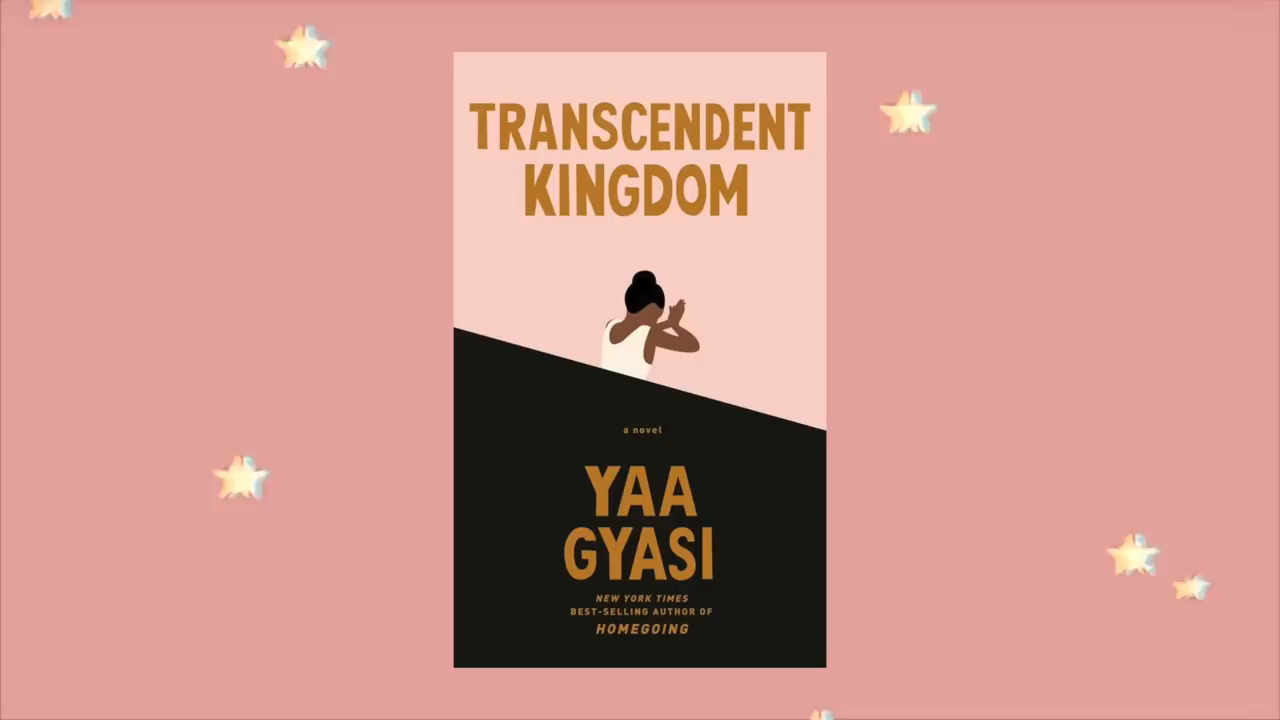 TRANSCENDENT
KINGDOM
a novel
YAA
GYASI
NEW YORK TIMES
BEST-SELLING AUTHOR OF
HOMEGOING